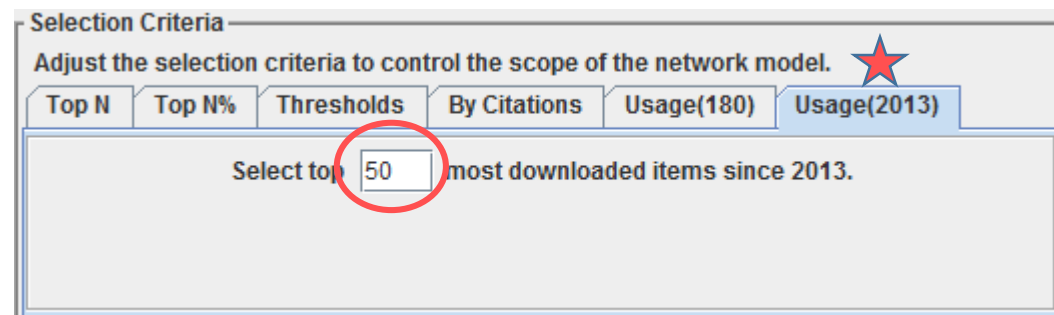 Selection Criteria
Adjust the selection criteria to control the scope of the network model.
Top N Top N% Thresholds By Citations Usage(180) Usage(2013)
Select top 50 most downloaded items since 2013.